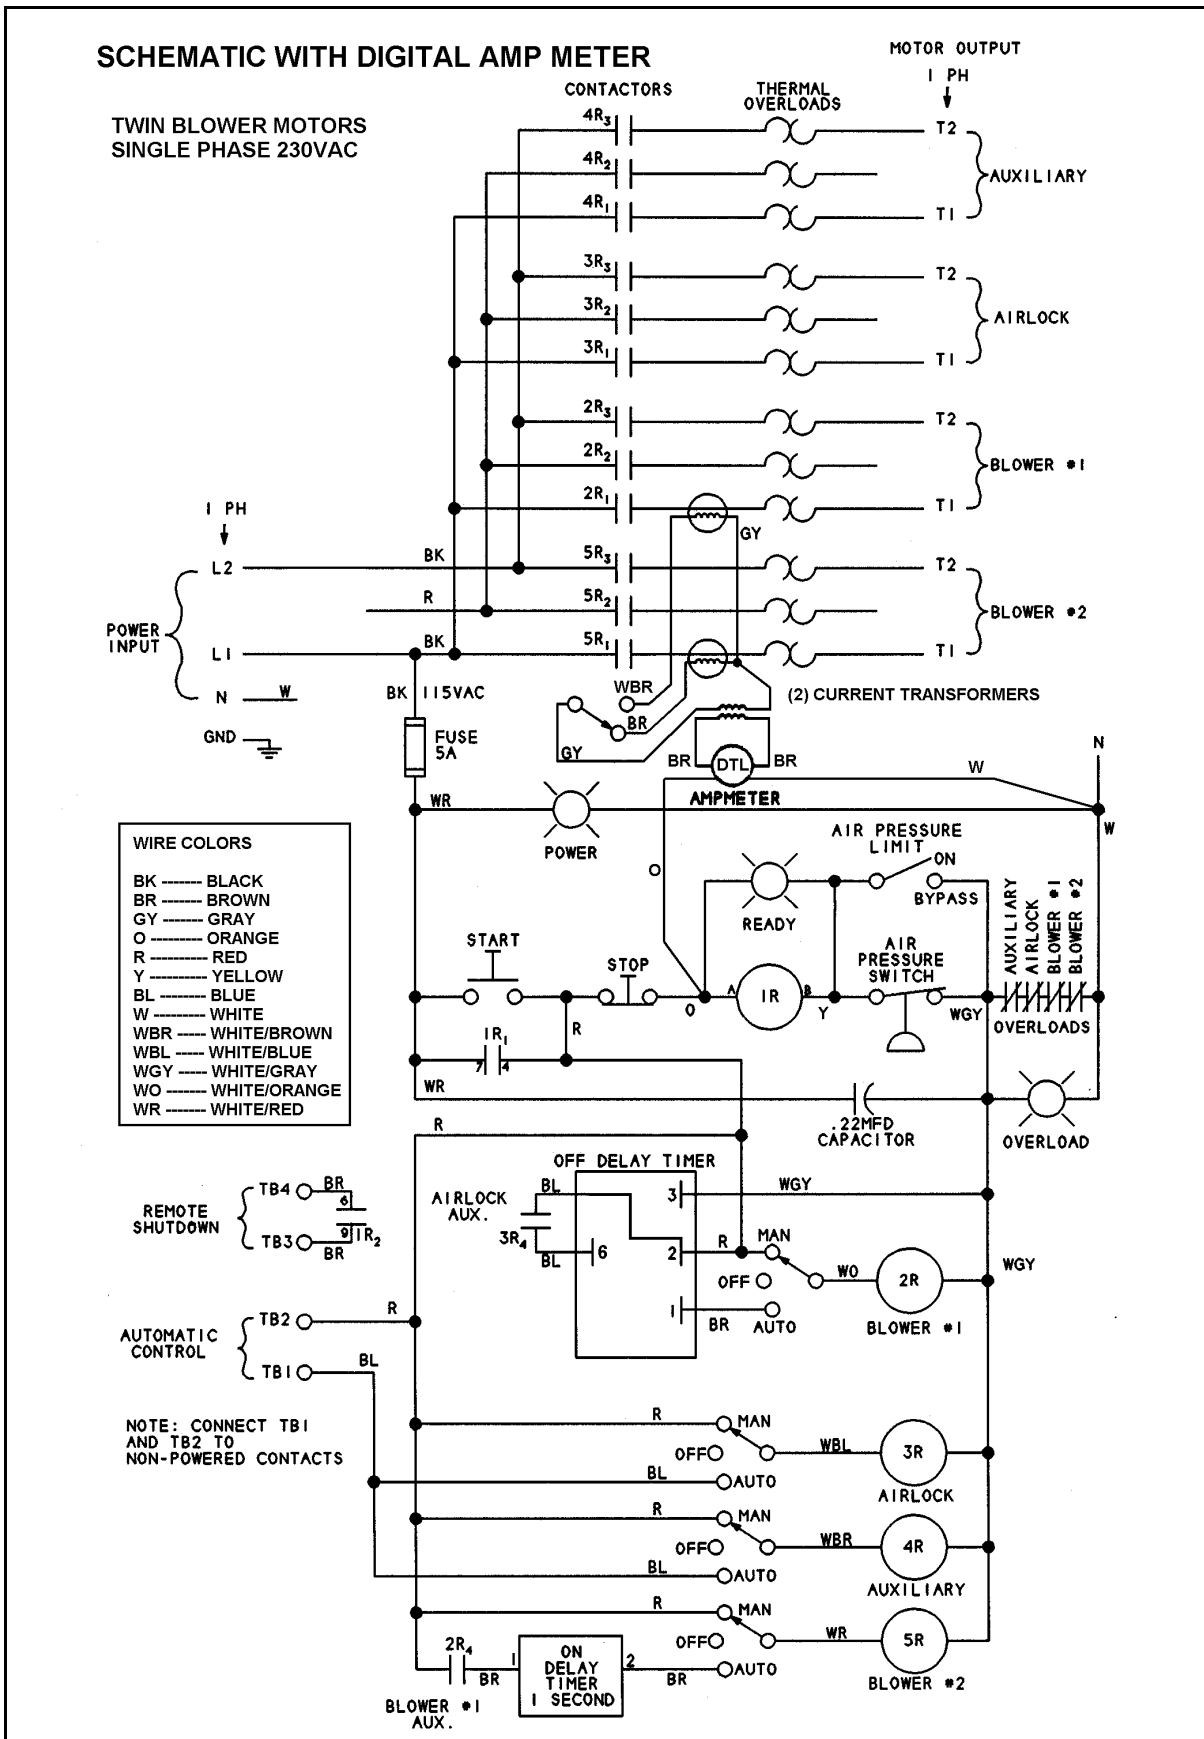 SCHEMATIC WITH DIGITAL AMP METER
MOTOR OUTPUT
1 PH
CONTACTORS
THERMAL
OVERLOADS
TWIN BLOWER MOTORS
SINGLE PHASE 230VAC
4R3
T2
4R2
AUXILIARY
4R1
T1
3R3
T2
3R2
AIRLOCK
3R1
T1
2R3
T2
2R2
BLOWER #1
2R1
T1
GY
1 PH
L2
BK
5R3
T2
R
5R2
BLOWER #2
POWER
INPUT
L1
BK
5R1
T1
N
W
BK
115VAC
WBR
(2) CURRENT TRANSFORMERS
BR
GND
FUSE
5A
GY
BR
DTL
BR
AMPMETER
W
N
WR
W
POWER
AIR PRESSURE
LIMIT
ON
BYPASS
O
READY
WIRE COLORS
BK ------- BLACK
BR ------- BROWN
GY ------- GRAY
O --------- ORANGE
R ---------- RED
Y ---------- YELLOW
BL ------- BLUE
W --------- WHITE
WBR ----- WHITE/BROWN
WBL ----- WHITE/BLUE
WGY ----- WHITE/GRAY
WO ------- WHITE/ORANGE
WR ------- WHITE/RED
START
STOP
AIR
PRESSURE
SWITCH
AUXILIARY
AIRLOCK
BLOWER #1
BLOWER #2
O
A
1R
B
Y
WGY
OVERLOADS
R
1R1
7
4
WR
.22MFD
CAPACITOR
OVERLOAD
R
OFF DELAY TIMER
BL
3
WGY
AIRLOCK
AUX.
3R4
BL
6
2
R
MAN
OFF
WO
2R
WGY
1
BR
AUTO
BLOWER #1
REMOTE
SHUTDOWN
TB4
BR
6
9
1R2
TB3
BR
AUTOMATIC
CONTROL
TB2
R
TB1
BL
NOTE: CONNECT TB1
AND TB2 TO
NON-POWERED CONTACTS
R
MAN
OFF
WBL
3R
BL
AUTO
AIRLOCK
R
MAN
OFF
WBR
4R
BL
AUTO
AUXILIARY
R
MAN
OFF
WR
5R
2R4
BR
1
ON
DELAY
TIMER
1 SECOND
2
BR
AUTO
BLOWER #2
BLOWER #1
AUX.